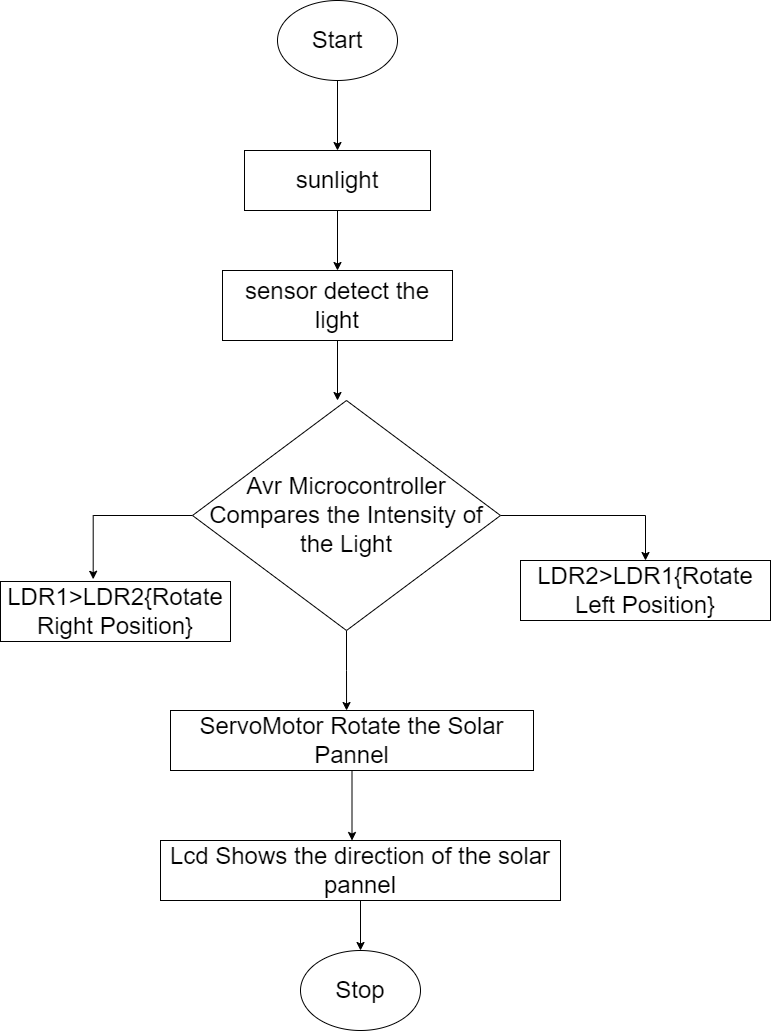 Start
sunlight
sensor detect the
light
Avr Microcontroller
Compares the Intensity of
the Light
LDR1>LDR2{Rotate
Right Position}
LDR2>LDR1{Rotate
Left Position}
ServoMotor Rotate the Solar
Pannel
Lcd Shows the direction of the solar
pannel
Stop